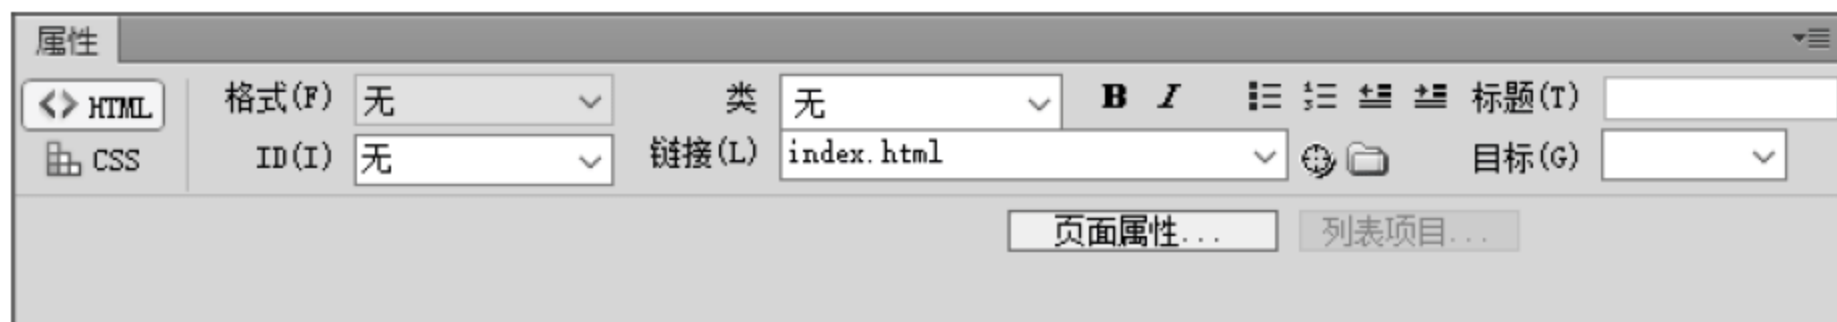 属性
HTML 格式(F) 无 类 无 B I 标题(T)
CSS ID(I) 无 链接(L) index.html 目标(G)
页面属性... 列表项目...